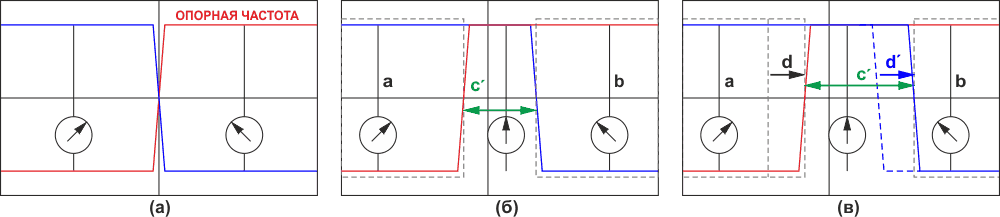 ОПОРНАЯ ЧАСТОТА
a c´ b
a d c´ d´ b
(а) (б) (в)